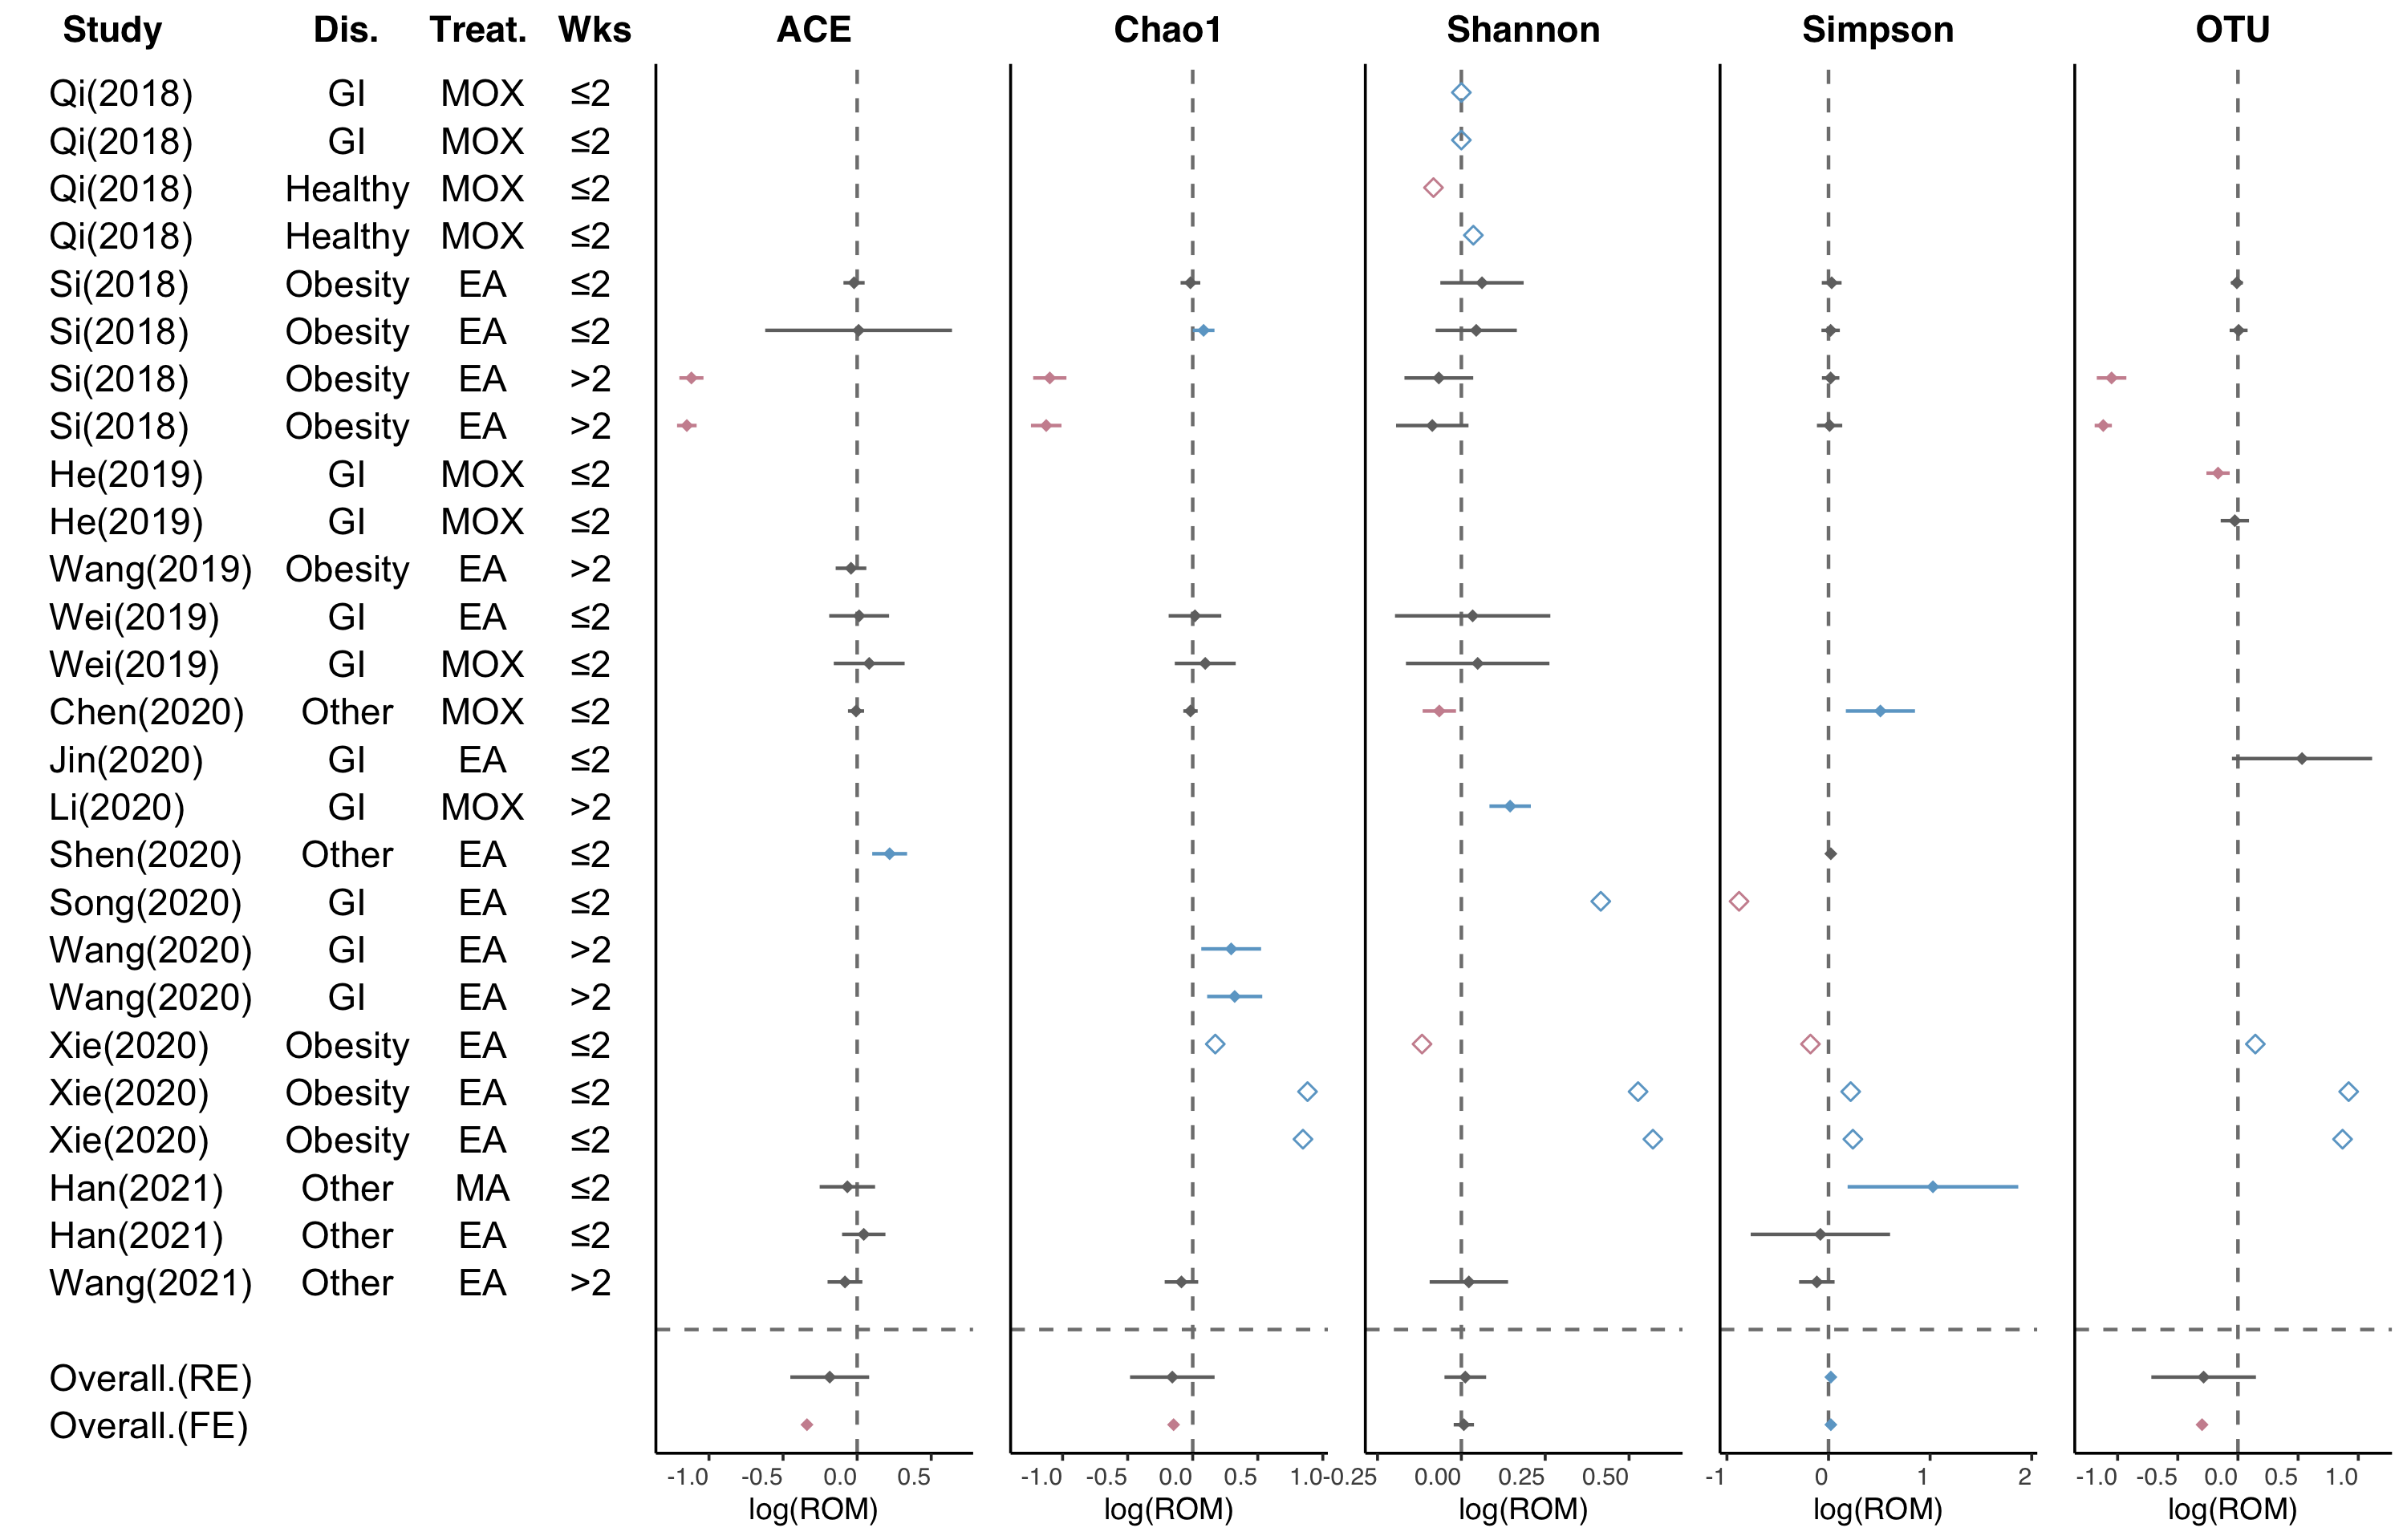 Study Dis. Treat. Wks ACE Chao1 Shannon Simpson OTU
Qi(2018) GI MOX ≤2
Qi(2018) GI MOX ≤2
Qi(2018) Healthy MOX ≤2
Qi(2018) Healthy MOX ≤2
Si(2018) Obesity EA ≤2
Si(2018) Obesity EA ≤2
Si(2018) Obesity EA >2
Si(2018) Obesity EA >2
He(2019) GI MOX ≤2
He(2019) GI MOX ≤2
Wang(2019) Obesity EA >2
Wei(2019) GI EA ≤2
Wei(2019) GI MOX ≤2
Chen(2020) Other MOX ≤2
Jin(2020) GI EA ≤2
Li(2020) GI MOX >2
Shen(2020) Other EA ≤2
Song(2020) GI EA ≤2
Wang(2020) GI EA >2
Wang(2020) GI EA >2
Xie(2020) Obesity EA ≤2
Xie(2020) Obesity EA ≤2
Xie(2020) Obesity EA ≤2
Han(2021) Other MA ≤2
Han(2021) Other EA ≤2
Wang(2021) Other EA >2
Overall.(RE)
Overall.(FE)
-1.0 -0.5 0.0 0.5 -1.0 -0.5 0.0 0.5 1.0 -0.25 0.00 0.25 0.50 -1 0 1 2 -1.0 -0.5 0.0 0.5 1.0
log(ROM) log(ROM) log(ROM) log(ROM) log(ROM)